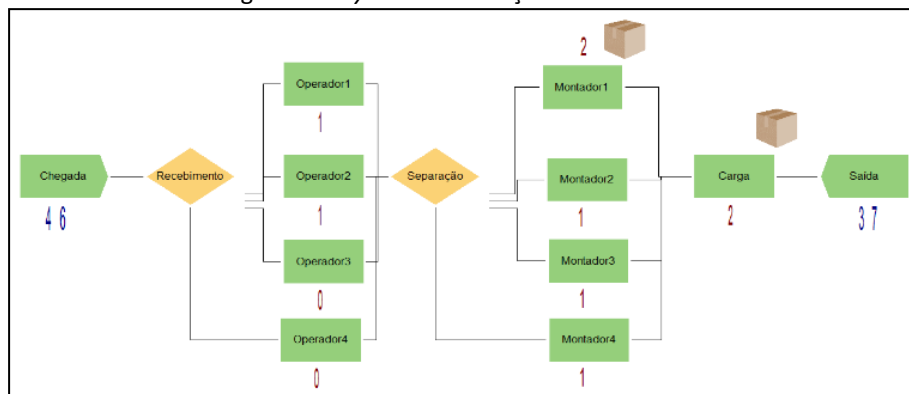 2
Operador1
Montador1
1
Chegada
Recebimento
Operador2
Separação
Montador2
Carga
Saída
4 6
1
1
2
3 7
Operador3
Montador3
0
1
Operador4
Montador4
0
1